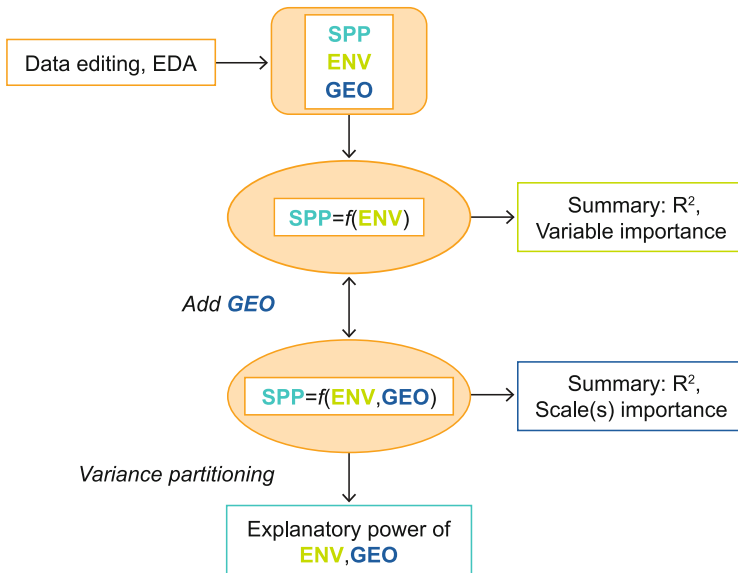 Data editing, EDA
SPP
ENV
GEO
SPP=f(ENV)
Summary: R²,
Variable importance
Add GEO
SPP=f(ENV,GEO)
Summary: R²,
Scale(s) importance
Variance partitioning
Explanatory power of
ENV,GEO